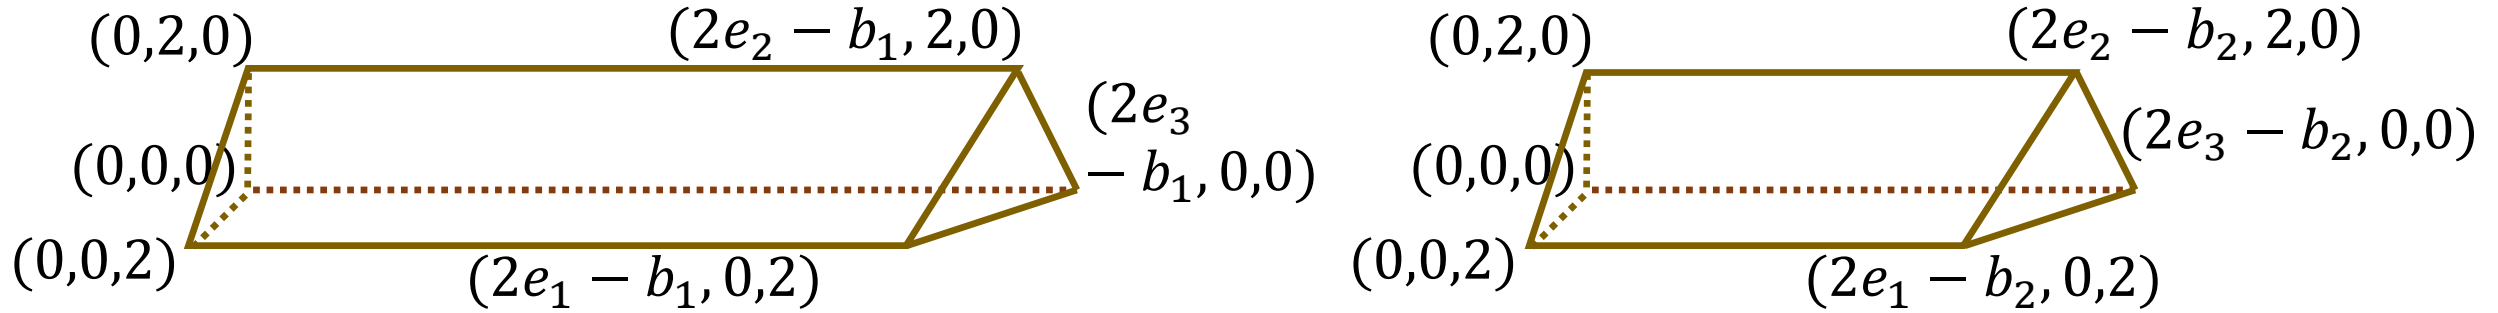 (0,2,0)
(2e₂ − b₁, 2,0)
(2e₃
− b₁, 0,0)
(0,0,0)
(0,0,2)
(2e₁ − b₁, 0,2)
(0,2,0)
(2e₂ − b₂, 2,0)
(2e₃ − b₂, 0,0)
(0,0,0)
(0,0,2)
(2e₁ − b₂, 0,2)